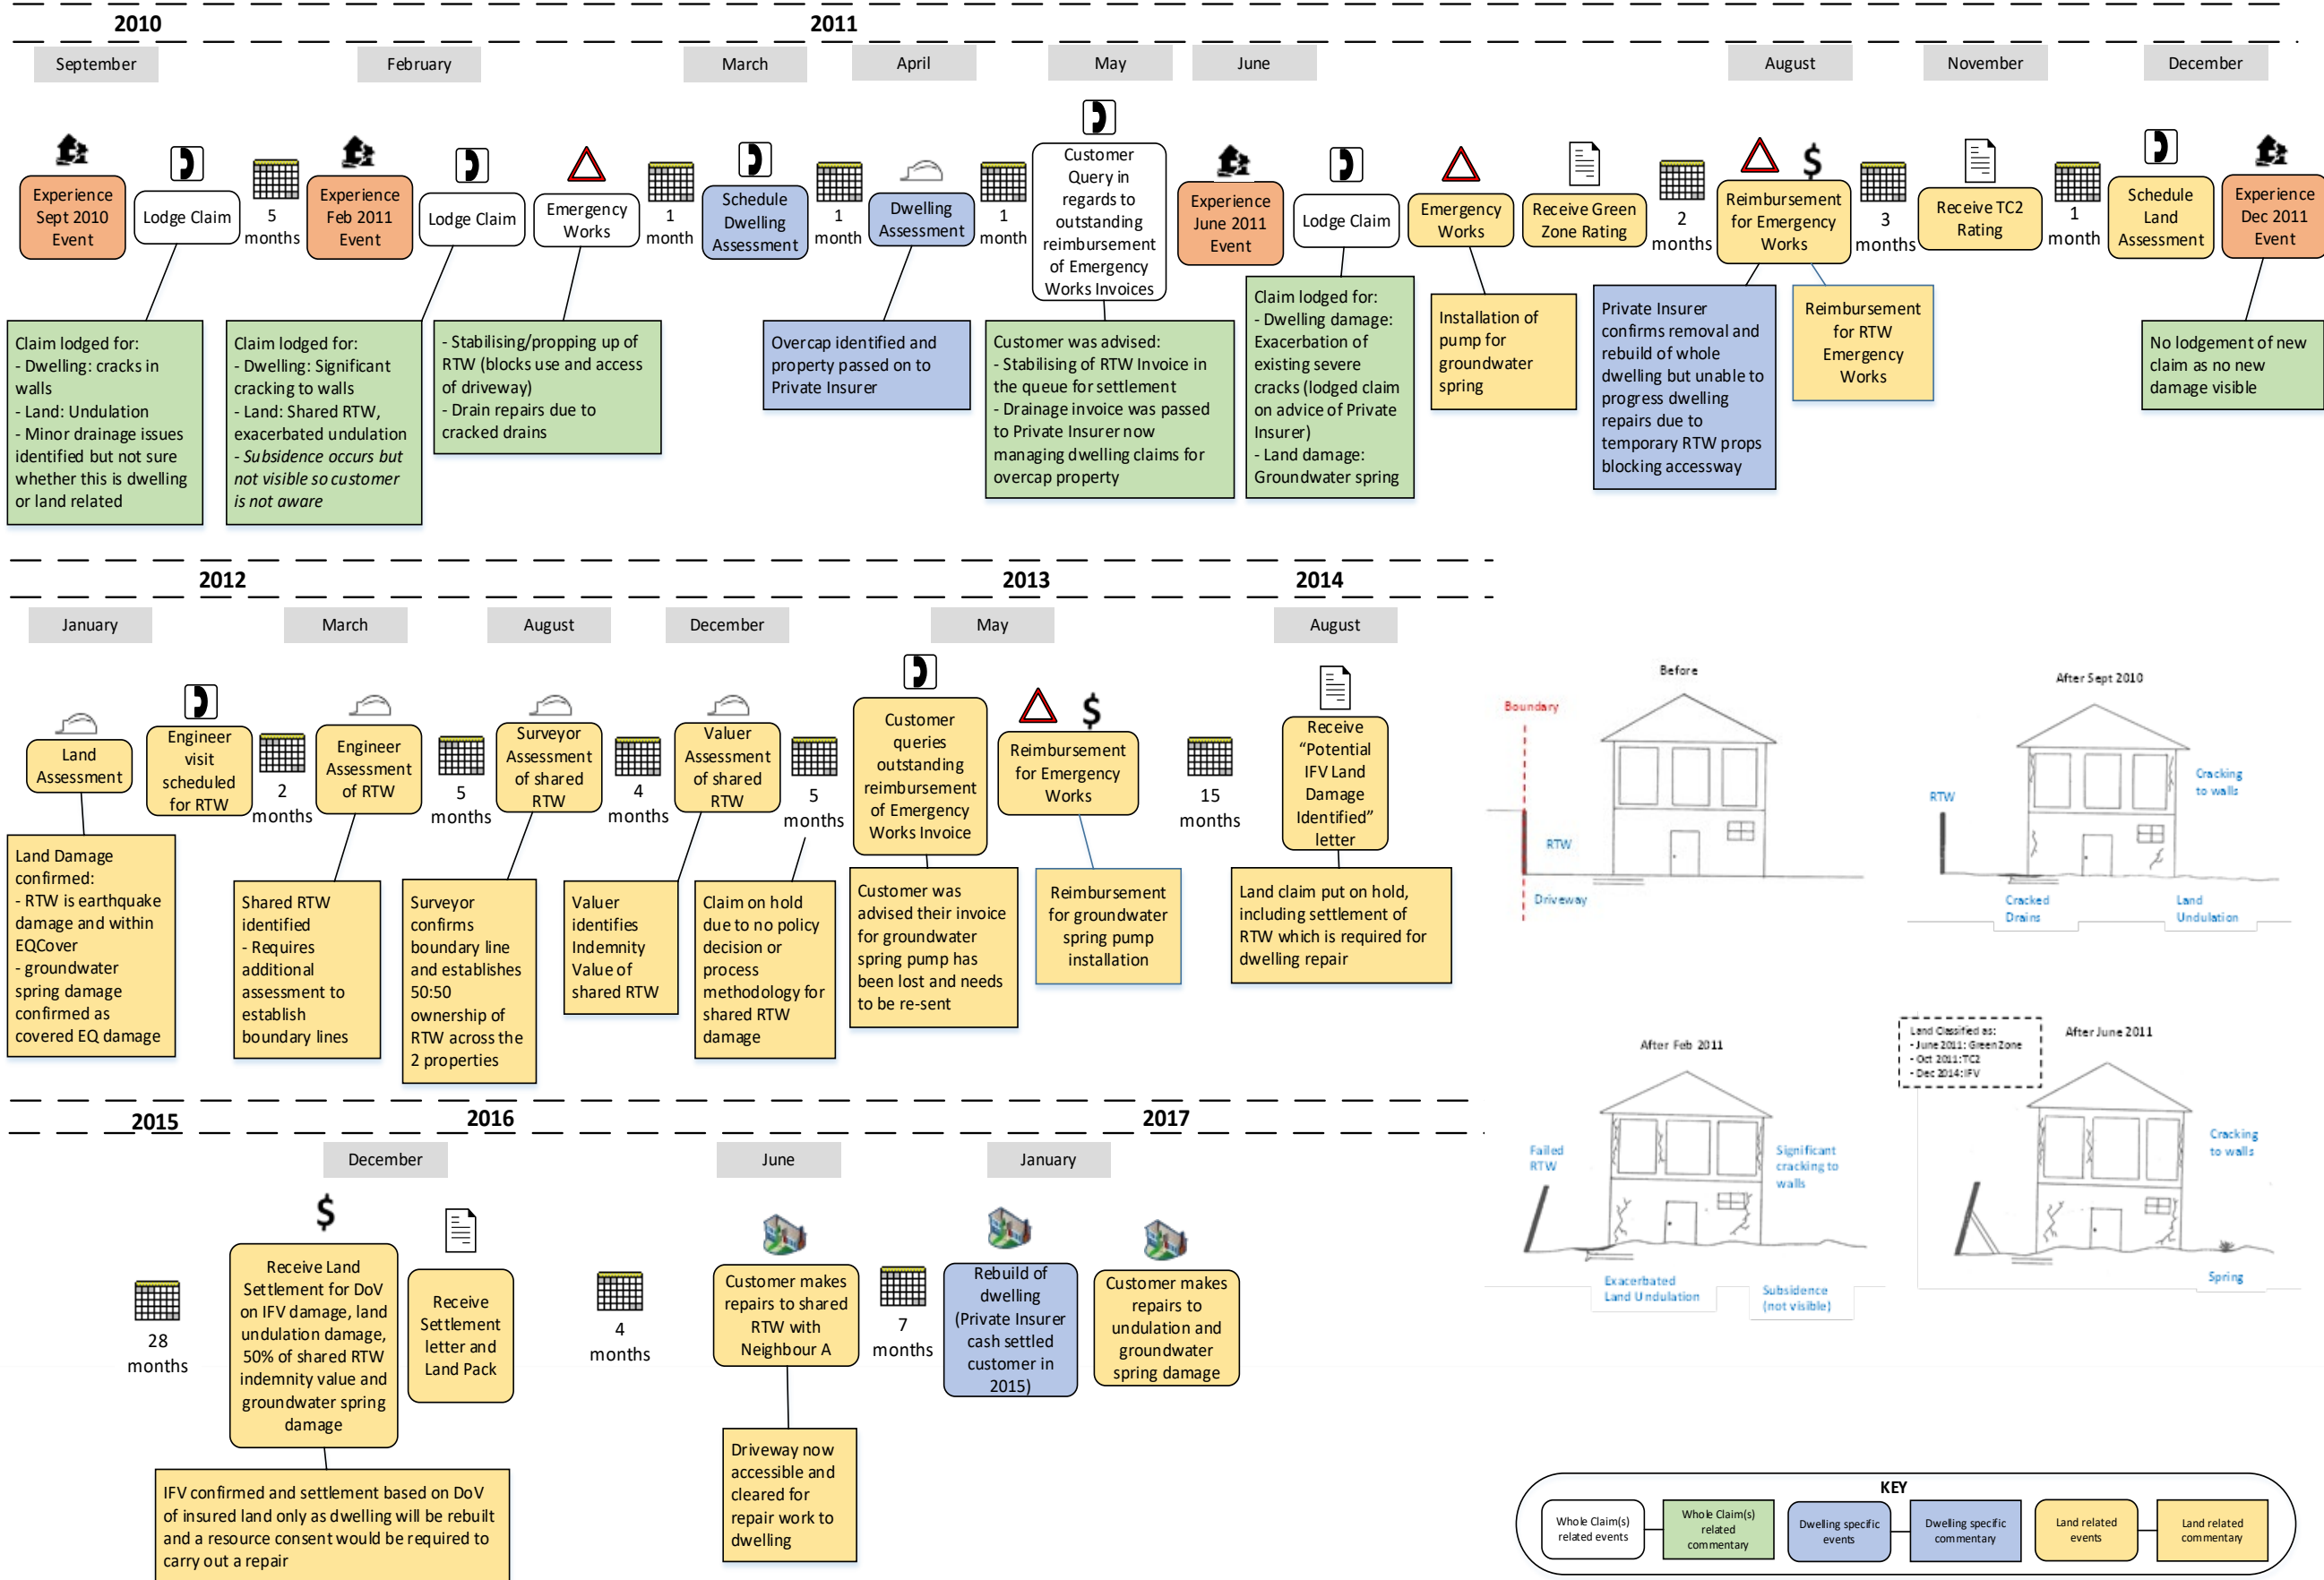 2010
2011
September
February
March
April
May
June
August
November
December
Experience
Sept 2010
Event
Lodge Claim
5
months
Experience
Feb 2011
Event
Lodge Claim
Emergency
Works
1
month
Schedule
Dwelling
Assessment
1
month
Dwelling
Assessment
1
month
Customer
Query in
regards to
outstanding
reimbursement
of Emergency
Works Invoices
Experience
June 2011
Event
Lodge Claim
Emergency
Works
Receive Green
Zone Rating
2
months
Reimbursement
for Emergency
Works
3
months
Receive TC2
Rating
1
month
Schedule
Land
Assessment
Experience
Dec 2011
Event
Claim lodged for:
- Dwelling: cracks in
walls
- Land: Undulation
- Minor drainage issues
identified but not sure
whether this is dwelling
or land related
Claim lodged for:
- Dwelling: Significant
cracking to walls
- Land: Shared RTW,
exacerbated undulation
- Subsidence occurs but
not visible so customer
is not aware
- Stabilising/propping up of
RTW (blocks use and access
of driveway)
- Drain repairs due to
cracked drains
Overcap identified and
property passed on to
Private Insurer
Customer was advised:
- Stabilising of RTW Invoice in
the queue for settlement
- Drainage invoice was passed
to Private Insurer now
managing dwelling claims for
overcap property
Claim lodged for:
- Dwelling damage:
Exacerbation of
existing severe
cracks (lodged claim
on advice of Private
Insurer)
- Land damage:
Groundwater spring
Installation of
pump for
groundwater
spring
Private Insurer
confirms removal and
rebuild of whole
dwelling but unable to
progress dwelling
repairs due to
temporary RTW props
blocking accessway
Reimbursement
for RTW
Emergency
Works
No lodgement of new
claim as no new
damage visible
2012
2013
2014
January
March
August
December
May
August
Land
Assessment
Engineer
visit
scheduled
for RTW
2
months
Engineer
Assessment
of RTW
5
months
Surveyor
Assessment
of shared
RTW
4
months
Valuer
Assessment
of shared
RTW
5
months
Customer
queries
outstanding
reimbursement
of Emergency
Works Invoice
Reimbursement
for Emergency
Works
15
months
Receive
“Potential
IFV Land
Damage
Identified”
letter
Land Damage
confirmed:
- RTW is earthquake
damage and within
EQCover
- groundwater
spring damage
confirmed as
covered EQ damage
Shared RTW
identified
- Requires
additional
assessment to
establish
boundary lines
Surveyor
confirms
boundary line
and establishes
50:50
ownership of
RTW across the
2 properties
Valuer
identifies
Indemnity
Value of
shared RTW
Claim on hold
due to no policy
decision or
process
methodology for
shared RTW
damage
Customer was
advised their invoice
for groundwater
spring pump has
been lost and needs
to be re-sent
Reimbursement
for groundwater
spring pump
installation
Land claim put on hold,
including settlement of
RTW which is required for
dwelling repair
Before
Boundary
RTW
Driveway
After Sept 2010
RTW
Cracking
to walls
Cracked
Drains
Land
Undulation
After Feb 2011
Failed
RTW
Significant
cracking to
walls
Exacerbated
Land Undulation
Subsidence
(not visible)
Land Classified as:
- June 2011: Green Zone
- Oct 2011: TC2
- Dec 2014: IFV
After June 2011
Cracking
to walls
Spring
2015
2016
2017
December
June
January
28
months
Receive Land
Settlement for DoV
on IFV damage, land
undulation damage,
50% of shared RTW
indemnity value and
groundwater spring
damage
Receive
Settlement
letter and
Land Pack
4
months
Customer makes
repairs to shared
RTW with
Neighbour A
7
months
Rebuild of
dwelling
(Private Insurer
cash settled
customer in
2015)
Customer makes
repairs to
undulation and
groundwater
spring damage
IFV confirmed and settlement based on DoV
of insured land only as dwelling will be rebuilt
and a resource consent would be required to
carry out a repair
Driveway now
accessible and
cleared for
repair work to
dwelling
KEY
Whole Claim(s)
related events
Whole Claim(s)
related
commentary
Dwelling specific
events
Dwelling specific
commentary
Land related
events
Land related
commentary